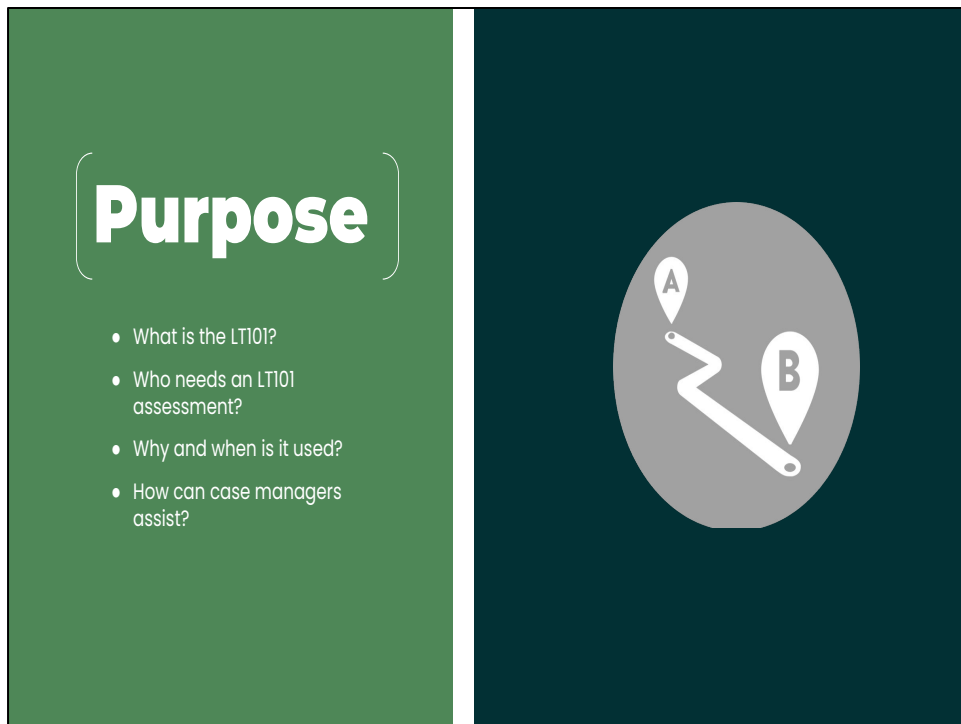 Purpose
• What is the LT101?
• Who needs an LT101
assessment?
• Why and when is it used?
• How can case managers
assist?
A
B